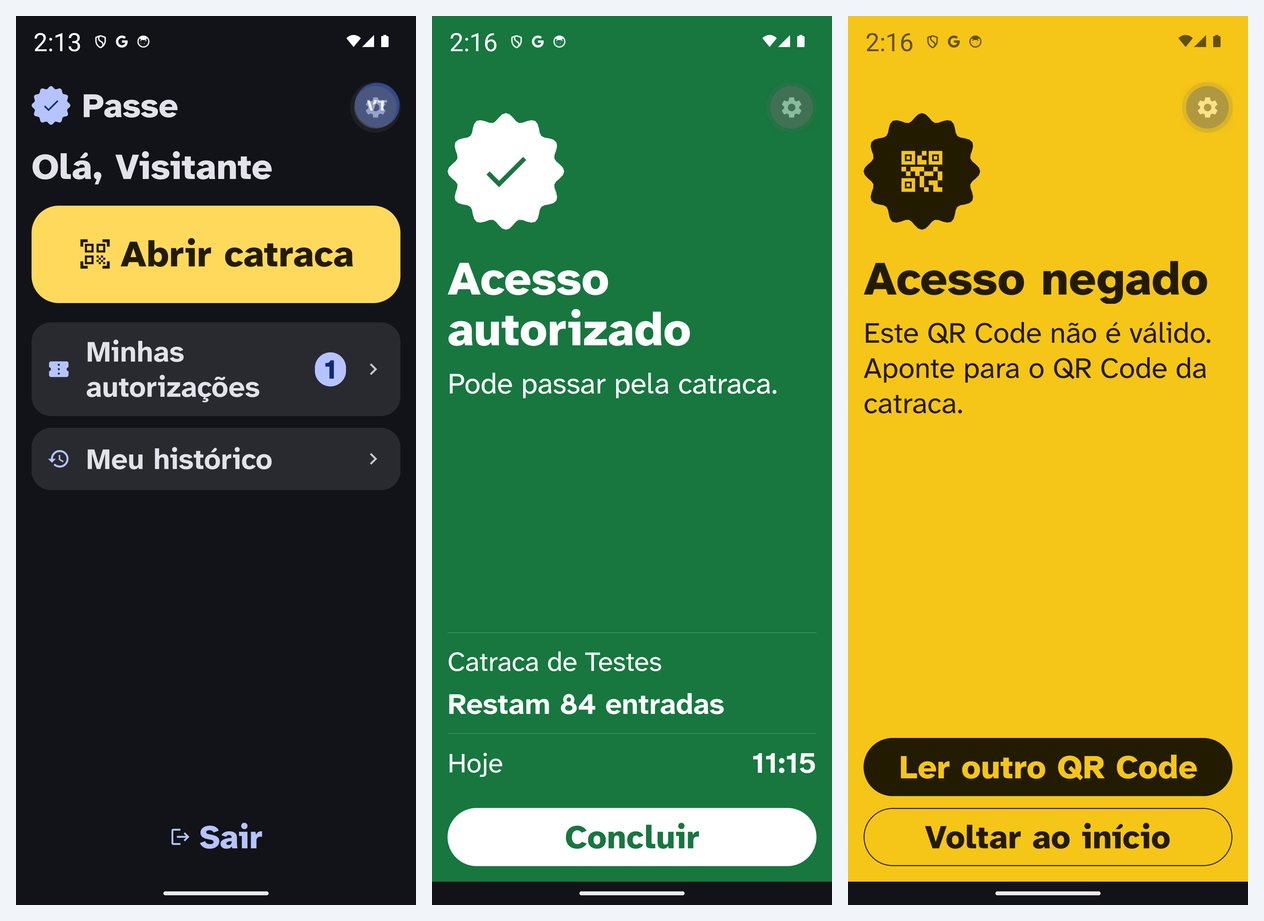 2:13
Passe
VT
Olá, Visitante
Abrir catraca
Minhas
autorizações
1
Meu histórico
Sair
2:16
Acesso
autorizado
Pode passar pela catraca.
Catraca de Testes
Restam 84 entradas
Hoje
11:15
Concluir
2:16
Acesso negado
Este QR Code não é válido.
Aponte para o QR Code da
catraca.
Ler outro QR Code
Voltar ao início